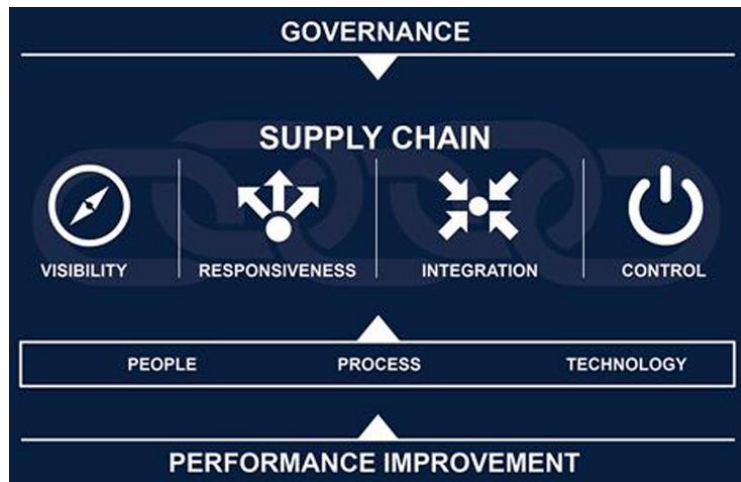 GOVERNANCE
SUPPLY CHAIN
VISIBILITY
RESPONSIVENESS
INTEGRATION
CONTROL
PEOPLE
PROCESS
TECHNOLOGY
PERFORMANCE IMPROVEMENT